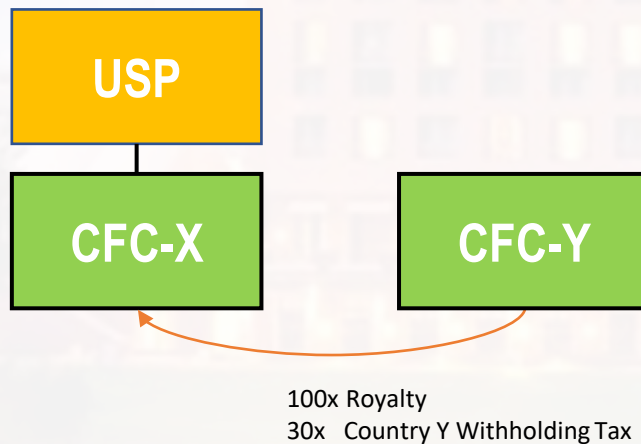 USP
CFC-X
CFC-Y
100x Royalty
30x Country Y Withholding Tax